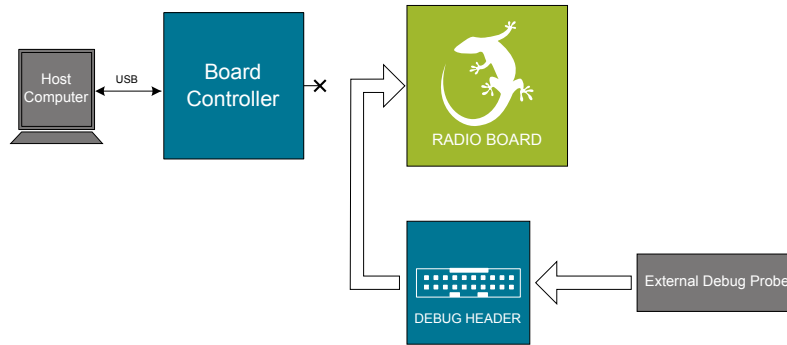 Host
Computer
USB
Board
Controller
RADIO BOARD
DEBUG HEADER
External Debug Probe